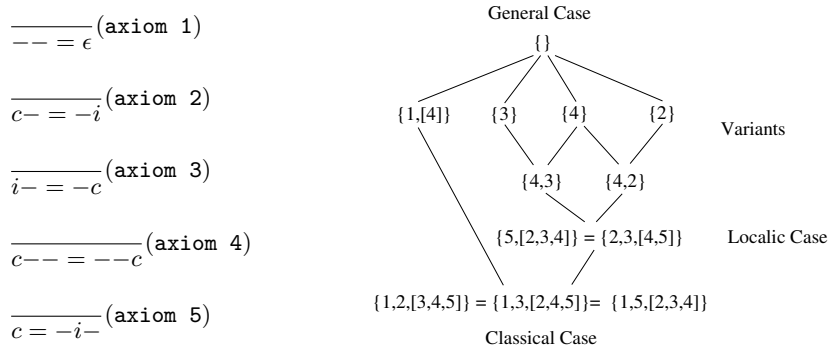 -- = ϵ (axiom 1)
c- = -i (axiom 2)
i- = -c (axiom 3)
c-- = --c (axiom 4)
c = -i- (axiom 5)
General Case
{}
{1,[4]} {3} {4} {2}
Variants
{4,3} {4,2}
{5,[2,3,4]} = {2,3,[4,5]} Localic Case
{1,2,[3,4,5]} = {1,3,[2,4,5]}= {1,5,[2,3,4]}
Classical Case